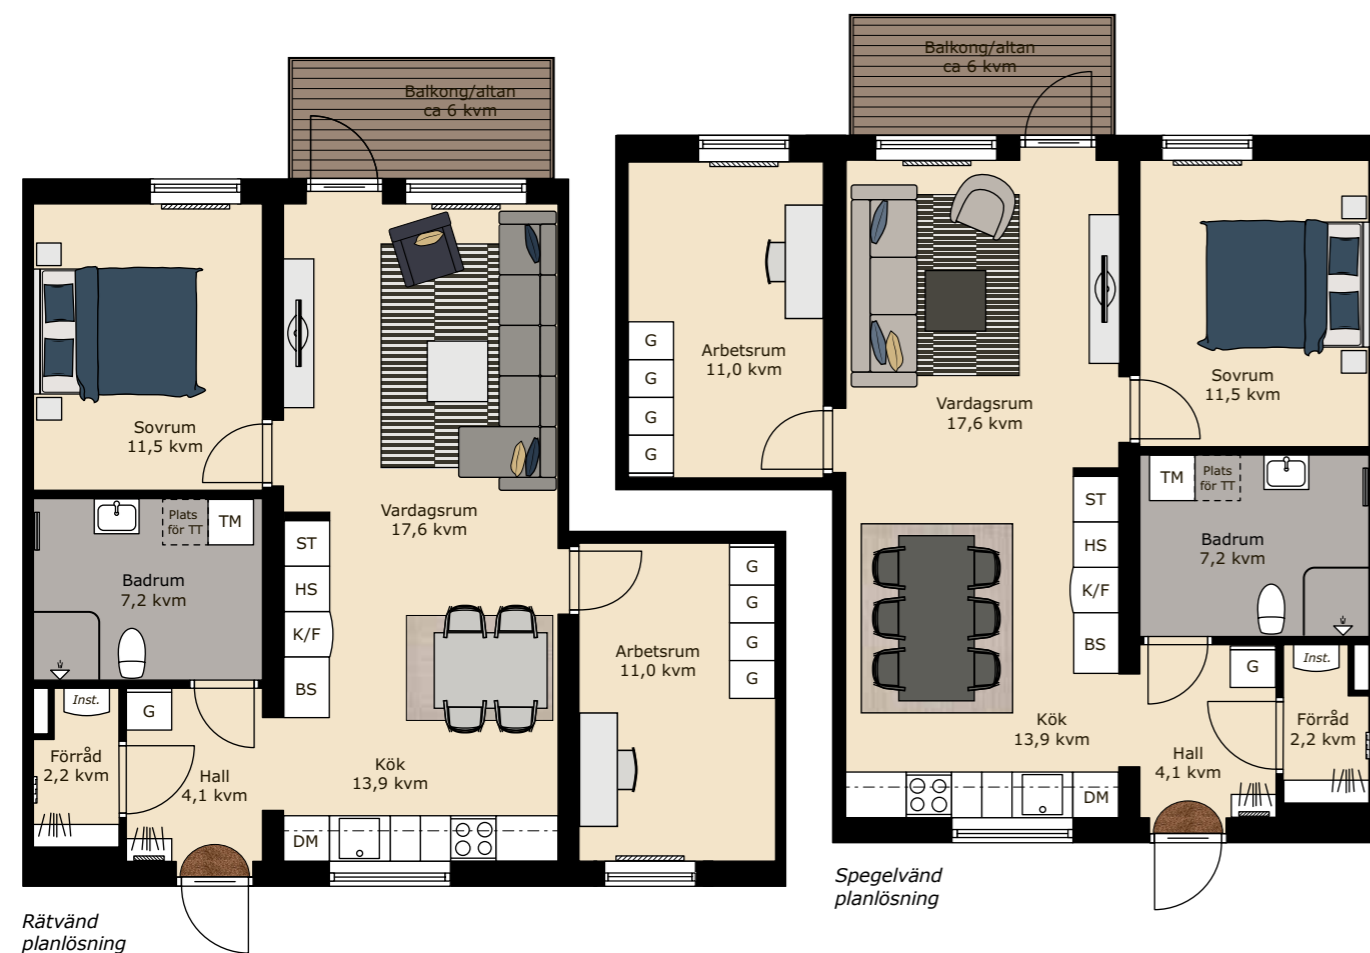 Balkong/altan
ca 6 kvm
Sovrum
11,5 kvm
Vardagsrum
17,6 kvm
Plats
för TT
TM
Badrum
7,2 kvm
ST
HS
K/F
BS
G
G
G
G
Arbetsrum
11,0 kvm
Inst.
G
Förråd
2,2 kvm
Hall
4,1 kvm
Kök
13,9 kvm
DM
Rätvänd
planlösning
Balkong/altan
ca 6 kvm
G
G
G
G
Arbetsrum
11,0 kvm
Vardagsrum
17,6 kvm
Sovrum
11,5 kvm
TM
Plats
för TT
Badrum
7,2 kvm
ST
HS
K/F
BS
G
Inst.
Kök
13,9 kvm
Hall
4,1 kvm
Förråd
2,2 kvm
DM
Spegelvänd
planlösning